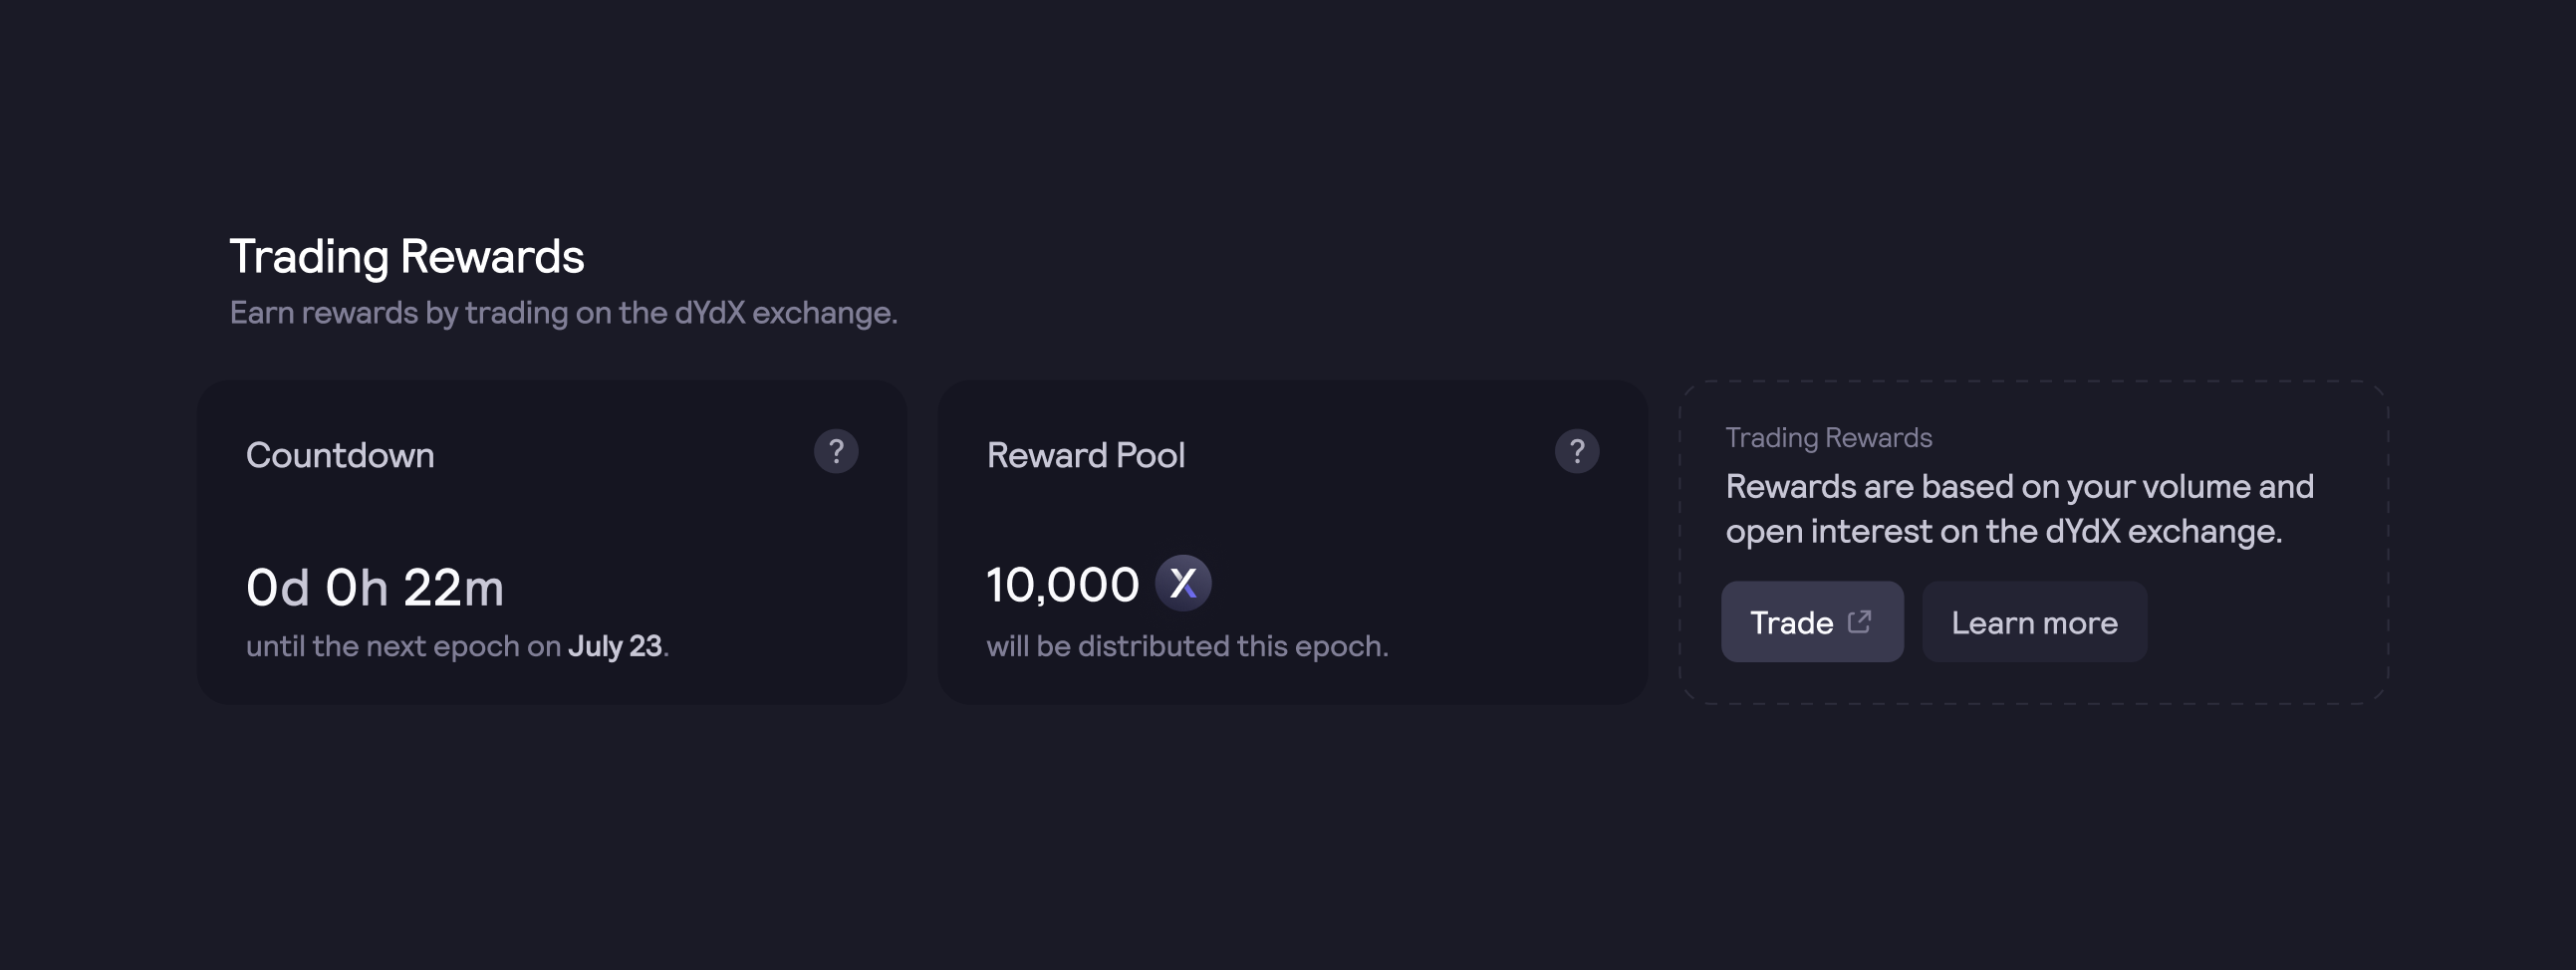 Trading Rewards
Earn rewards by trading on the dYdX exchange.
Countdown
?
0d 0h 22m
until the next epoch on July 23.
Reward Pool
?
10,000
will be distributed this epoch.
Trading Rewards
Rewards are based on your volume and
open interest on the dYdX exchange.
Trade
Learn more